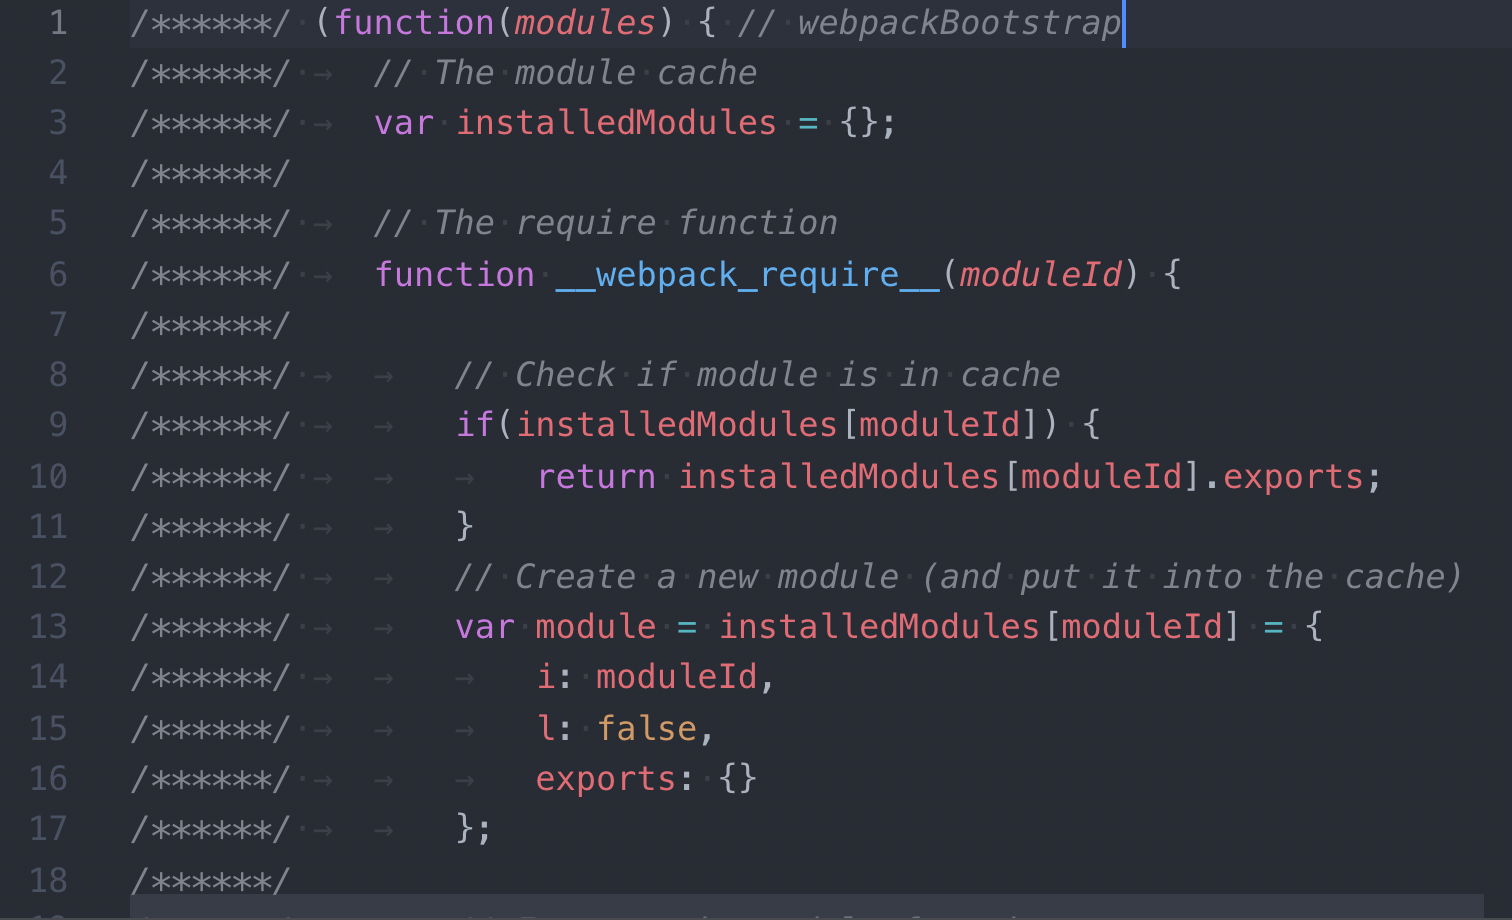 1 /******/ (function(modules) { // webpackBootstrap
2 /******/ 	// The module cache
3 /******/ 	var installedModules = {};
4 /******/
5 /******/ 	// The require function
6 /******/ 	function __webpack_require__(moduleId) {
7 /******/
8 /******/ 		// Check if module is in cache
9 /******/ 		if(installedModules[moduleId]) {
10 /******/ 			return installedModules[moduleId].exports;
11 /******/ 		}
12 /******/ 		// Create a new module (and put it into the cache)
13 /******/ 		var module = installedModules[moduleId] = {
14 /******/ 			i: moduleId,
15 /******/ 			l: false,
16 /******/ 			exports: {}
17 /******/ 		};
18 /******/